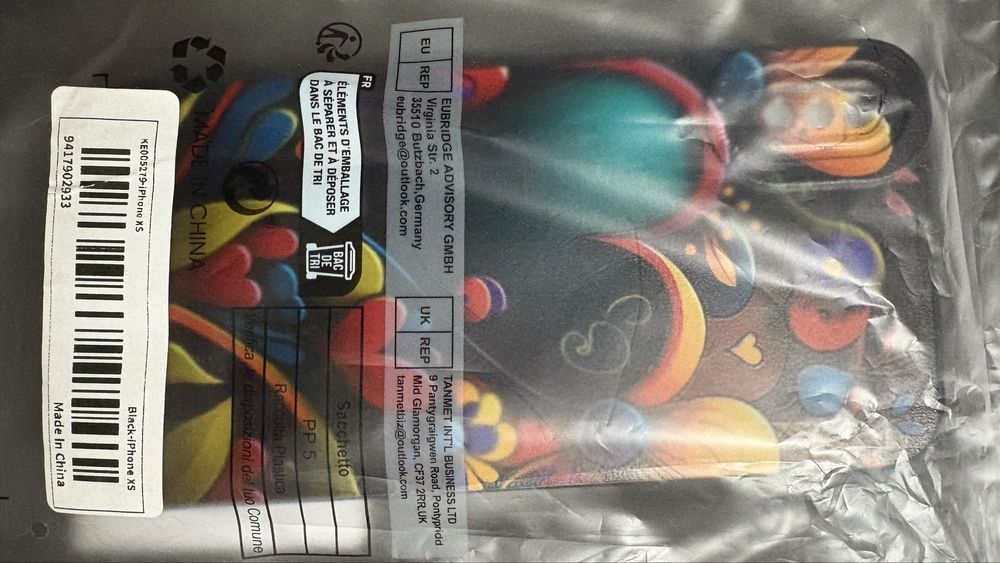 KE005279-iPhone XS
9417902933
Black-iPhone XS
Made In China
MADE IN CHINA
FR
ÉLÉMENTS D'EMBALLAGE
À SÉPARER ET À DÉPOSER
DANS LE BAC DE TRI
BAC
DE
TRI
EU REP
EUBRIDGE ADVISORY GMBH
Virginia Str. 2
35510 Butzbach,Germany
eubridge@outlook.com
UK REP
TANMET INT'L BUSINESS LTD
9 Pantygraigwen Road, Pontypridd
Mid Glamorgan, CF37 2RR,UK
tanmetbiz@outlook.com
Sacchetto
PP 5
Raccolta Plastica
Verifica le disposizioni del tuo Comune